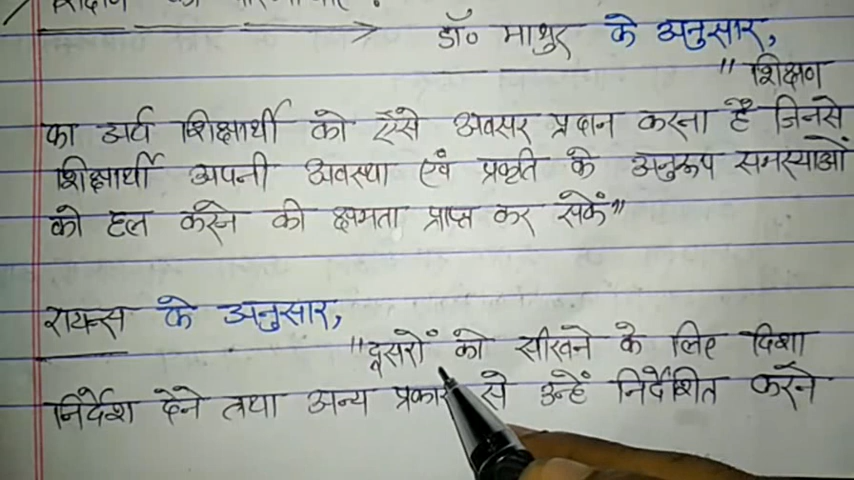 डॉ० माथुर के अनुसार,
" शिक्षण
का अर्थ शिक्षार्थी को ऐसे अवसर प्रदान करना है जिनसे
शिक्षार्थी अपनी अवस्था एवं प्रकृति के अनुरूप समस्याओं
को हल करने की क्षमता प्राप्त कर सकें"
रायन्स के अनुसार,
"दूसरों को सीखने के लिए दिशा
निर्देश देने तथा अन्य प्रकार से उन्हें निर्देशित करने